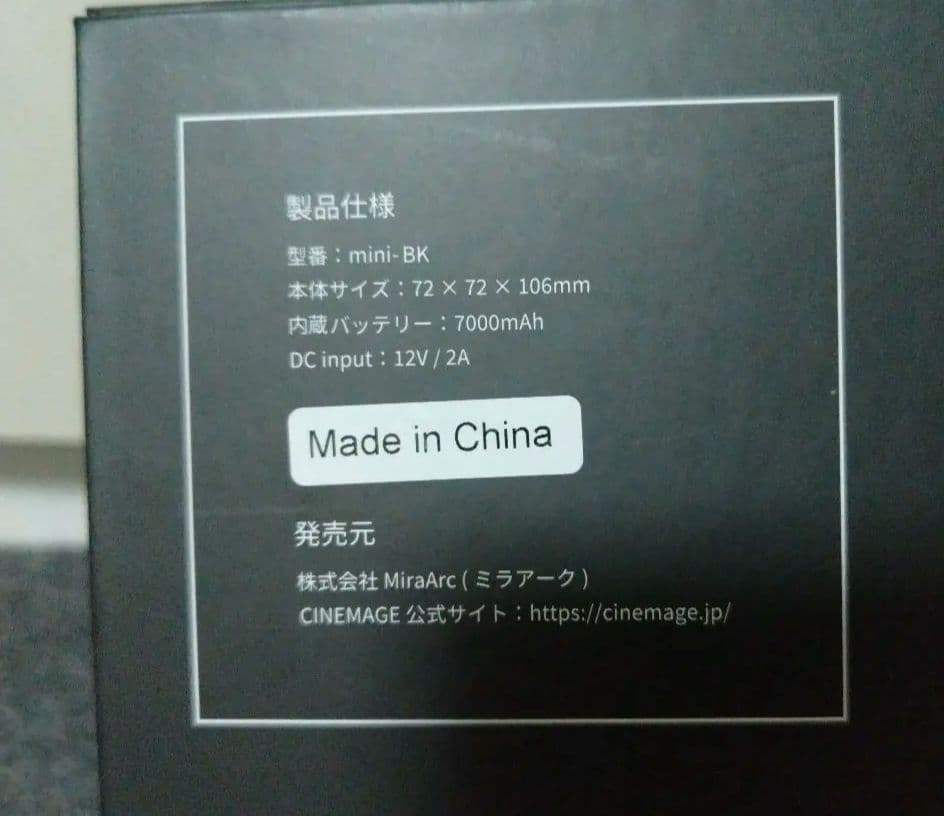 製品仕様
型番：mini-BK
本体サイズ：72 × 72 × 106mm
内蔵バッテリー：7000mAh
DC input：12V / 2A
Made in China
発売元
株式会社 MiraArc ( ミラアーク )
CINEMAGE 公式サイト：https://cinemage.jp/